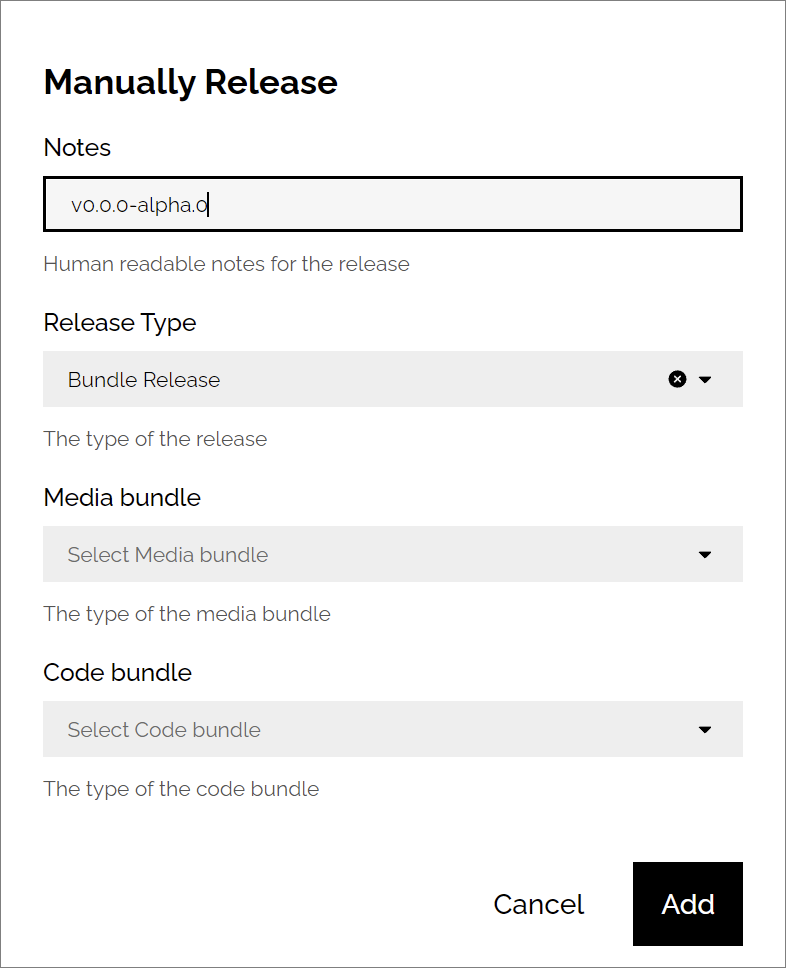 Manually Release
Notes
v0.0.0-alpha.0
Human readable notes for the release
Release Type
Bundle Release
The type of the release
Media bundle
Select Media bundle
The type of the media bundle
Code bundle
Select Code bundle
The type of the code bundle
Cancel Add